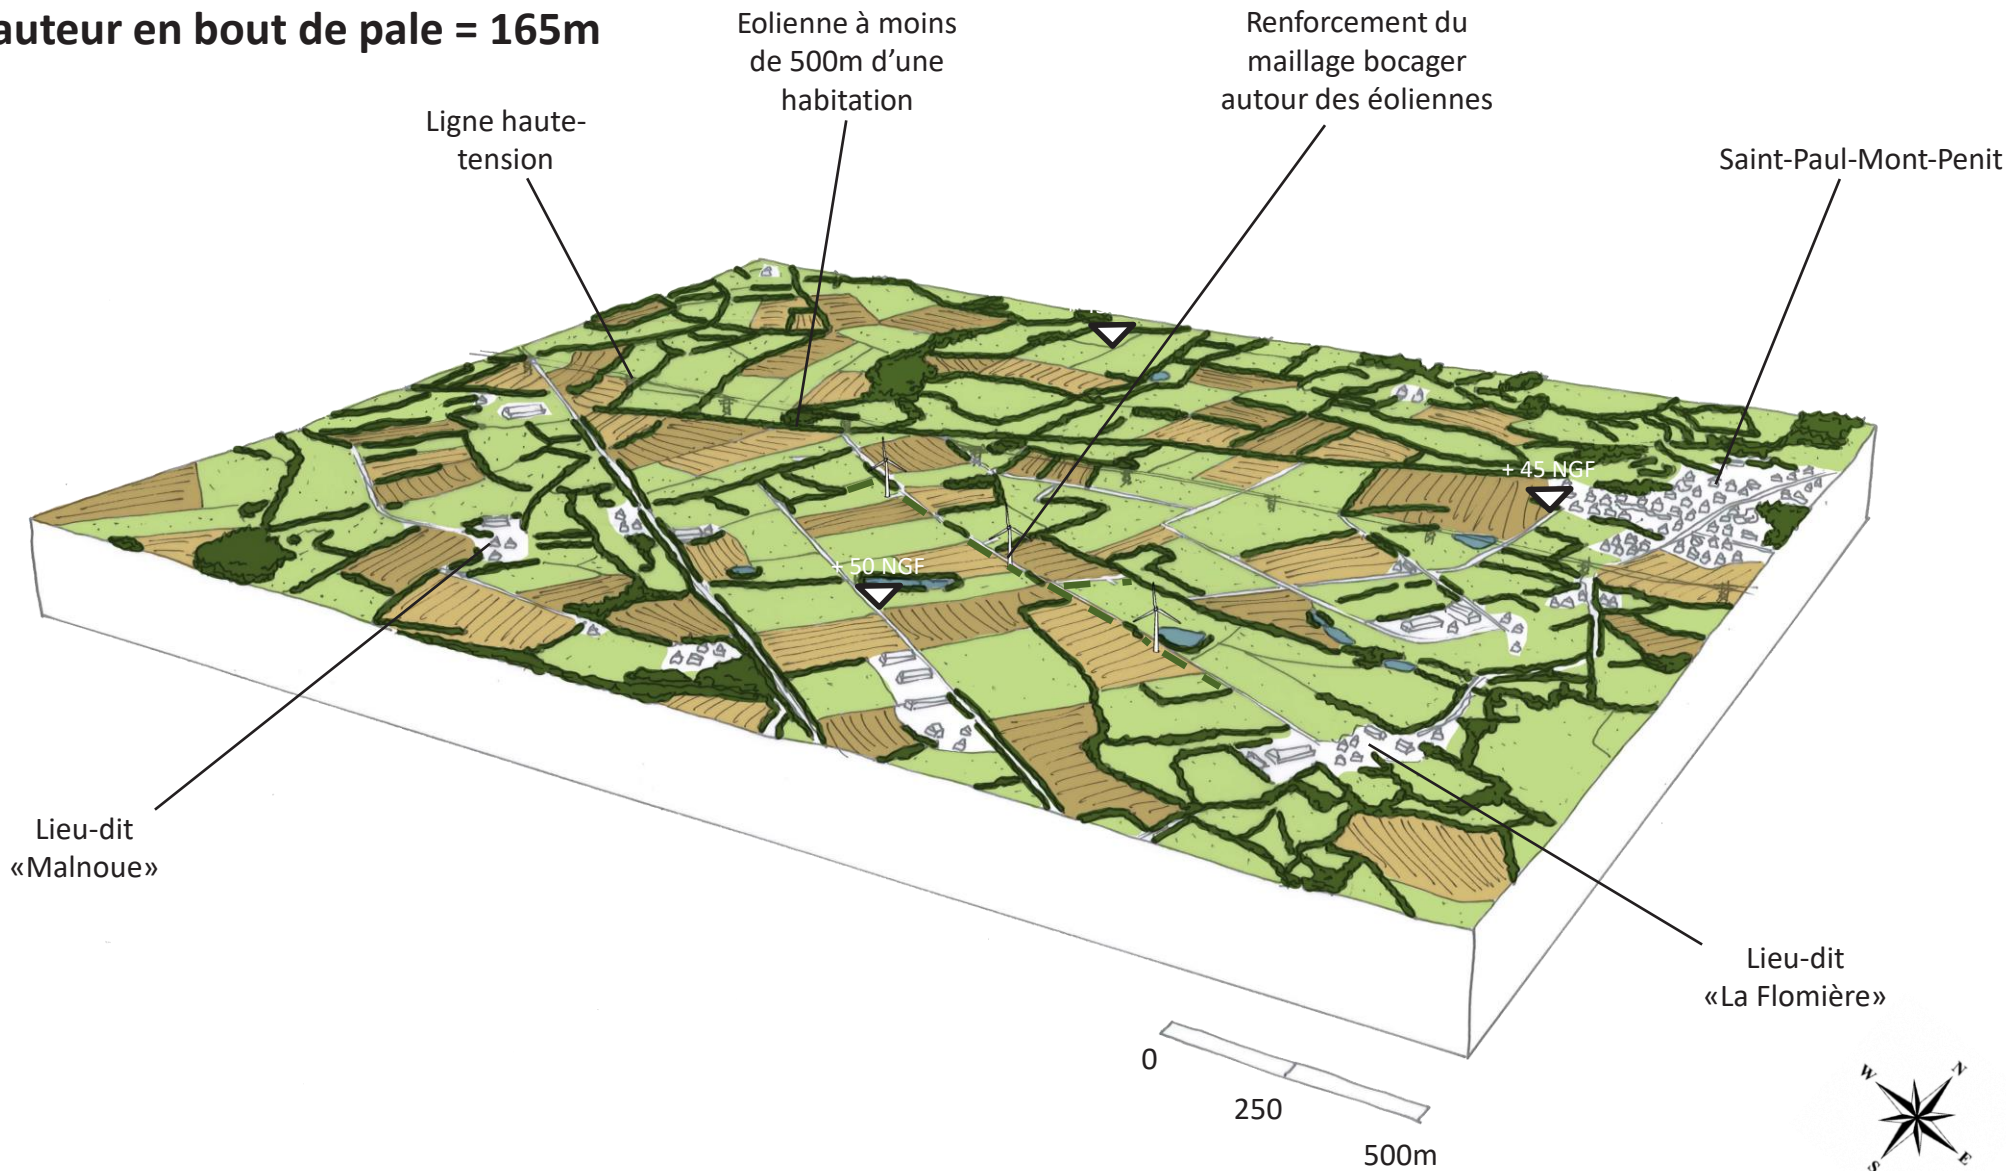 auteur en bout de pale = 165m
Eolienne à moins
de 500m d’une
habitation
Renforcement du
maillage bocager
autour des éoliennes
Ligne haute-
tension
Saint-Paul-Mont-Penit
+ 45 NGF
+ 50 NGF
Lieu-dit
«Malnoue»
Lieu-dit
«La Flomière»
0
250
500m
W
N
S
E